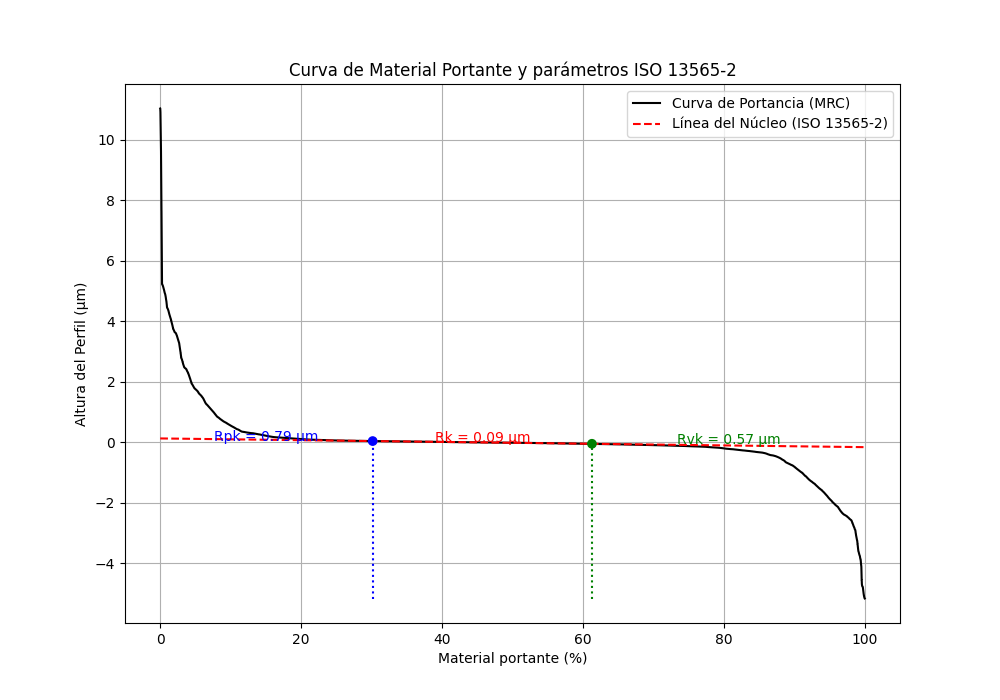 Curva de Material Portante y parámetros ISO 13565-2
Curva de Portancia (MRC)
Línea del Núcleo (ISO 13565-2)
Altura del Perfil (μm)
10
8
6
4
2
0
−2
−4
Rpk = 0.79 μm
Rk = 0.09 μm
Rvk = 0.57 μm
0 20 40 60 80 100
Material portante (%)